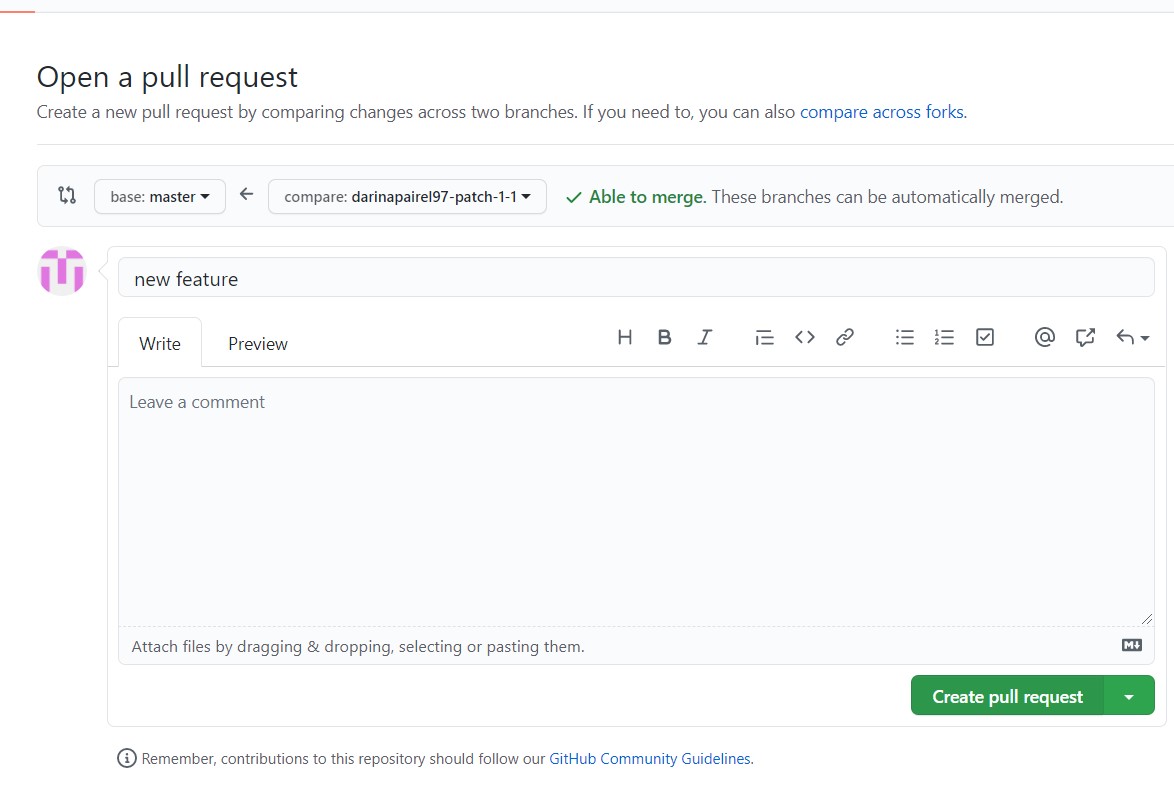 Open a pull request
Create a new pull request by comparing changes across two branches. If you need to, you can also compare across forks.
base: master compare: darinapairel97-patch-1-1 Able to merge. These branches can be automatically merged.
new feature
Write Preview H B I
Leave a comment
Attach files by dragging & dropping, selecting or pasting them. M
Create pull request
Remember, contributions to this repository should follow our GitHub Community Guidelines.